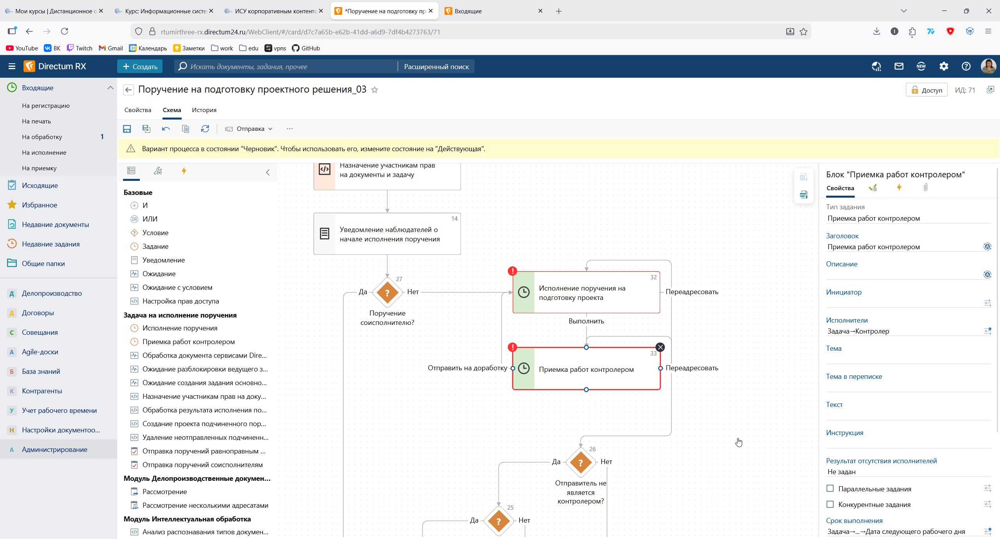 Мои курсы | Дистанционное о
Курс: Информационные систе
ИСУ корпоративным контенто
*Поручение на подготовку пр
Входящие
rtumirthree-rx.directum24.ru/WebClient/#/card/d7c7a65b-e62b-41dd-a6d9-7df4b4273763/71
YouTube
ВК
Twitch
Gmail
31
Календарь
Заметки
work
edu
vpns
GitHub
Directum RX
Создать
Искать документы, задания, прочее
Расширенный поиск
NEW
Входящие
На регистрацию
На печать
На обработку 1
На исполнение
На приемку
Исходящие
Избранное
Недавние документы
Недавние задания
Общие папки
Д Делопроизводство
Д Договоры
С Совещания
A Agile-доски
Б База знаний
К Контрагенты
У Учет рабочего времени
Н Настройки документоо...
А Администрирование
Поручение на подготовку проектного решения_03
Доступ
ИД: 71
Свойства
Схема
История
Отправка
Вариант процесса в состоянии "Черновик". Чтобы использовать его, измените состояние на "Действующая".
Базовые
И
OR ИЛИ
Условие
Задание
Уведомление
Ожидание
Ожидание с условием
Настройка прав доступа
Задача на исполнение поручения
Исполнение поручения
Приемка работ контролером
Обработка документа сервисами Dire...
Ожидание разблокировки ведущего з...
Ожидание создания задания основно...
Назначение участникам прав на доку...
Обработка результата исполнения по...
Создание проекта подчиненного пор...
Удаление неотправленных подчиненн...
Отправка поручений равноправным ...
Отправка поручений соисполнителям
Модуль Делопроизводственные докумен...
Рассмотрение
Рассмотрение несколькими адресатами
Модуль Интеллектуальная обработка
Анализ распознавания типов докумен...
Назначение участникам прав
на документы и задачу
14
Уведомление наблюдателей о
начале исполнения поручения
27
Да
?
Нет
Поручение
соисполнителю?
!
32
Исполнение поручения на
подготовку проекта
Переадресовать
Выполнить
!
33
Отправить на доработку
Приемка работ контролером
Переадресовать
26
Да
?
Нет
Отправитель не
является
контролером?
25
Да
?
Нет
W
png
Блок "Приемка работ контролером"
Свойства
Тип задания
Приемка работ контролером
Заголовок
Приемка работ контролером
A
Описание
A
Инициатор
Исполнители
Задача→Контролер
Тема
Тема в переписке
Текст
Инструкция
Результат отсутствия исполнителей
Не задан
Параллельные задания
Конкурентные задания
Срок выполнения
Задача→...→Дата следующего рабочего дня